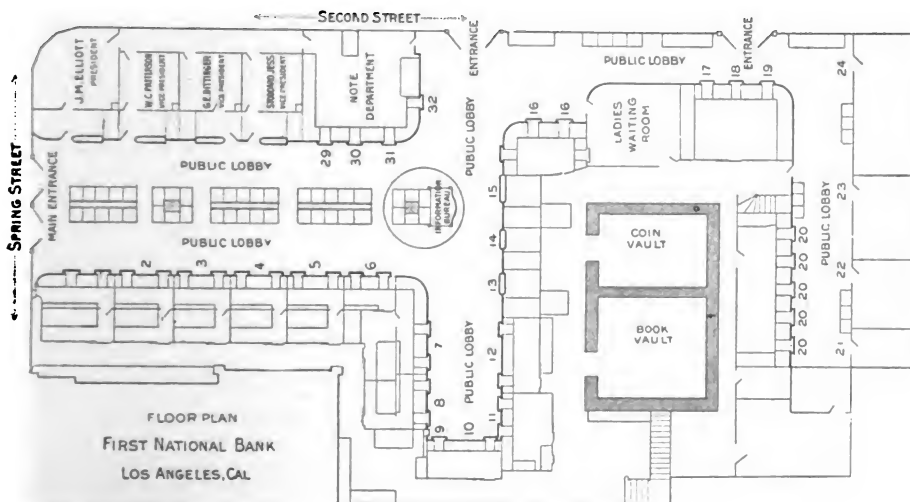 SECOND STREET
SPRING STREET
J.M. ELLIOTT
PRESIDENT
W.C. PATTERSON
VICE PRESIDENT
G.E. BITTINGER
VICE PRESIDENT
STODDARD JESS
VICE PRESIDENT
NOTE
DEPARTMENT
32
ENTRANCE
PUBLIC LOBBY
ENTRANCE
PUBLIC LOBBY
17
18
19
24
16
16
LADIES
WAITING
ROOM
29
30
31
PUBLIC LOBBY
MAIN ENTRANCE
INFORMATION
BUREAU
15
14
13
PUBLIC LOBBY
2
3
4
5
6
COIN
VAULT
BOOK
VAULT
23
PUBLIC LOBBY
22
21
20
20
20
20
20
20
7
8
9
10
PUBLIC LOBBY
12
11
FLOOR PLAN
FIRST NATIONAL BANK
LOS ANGELES, CAL